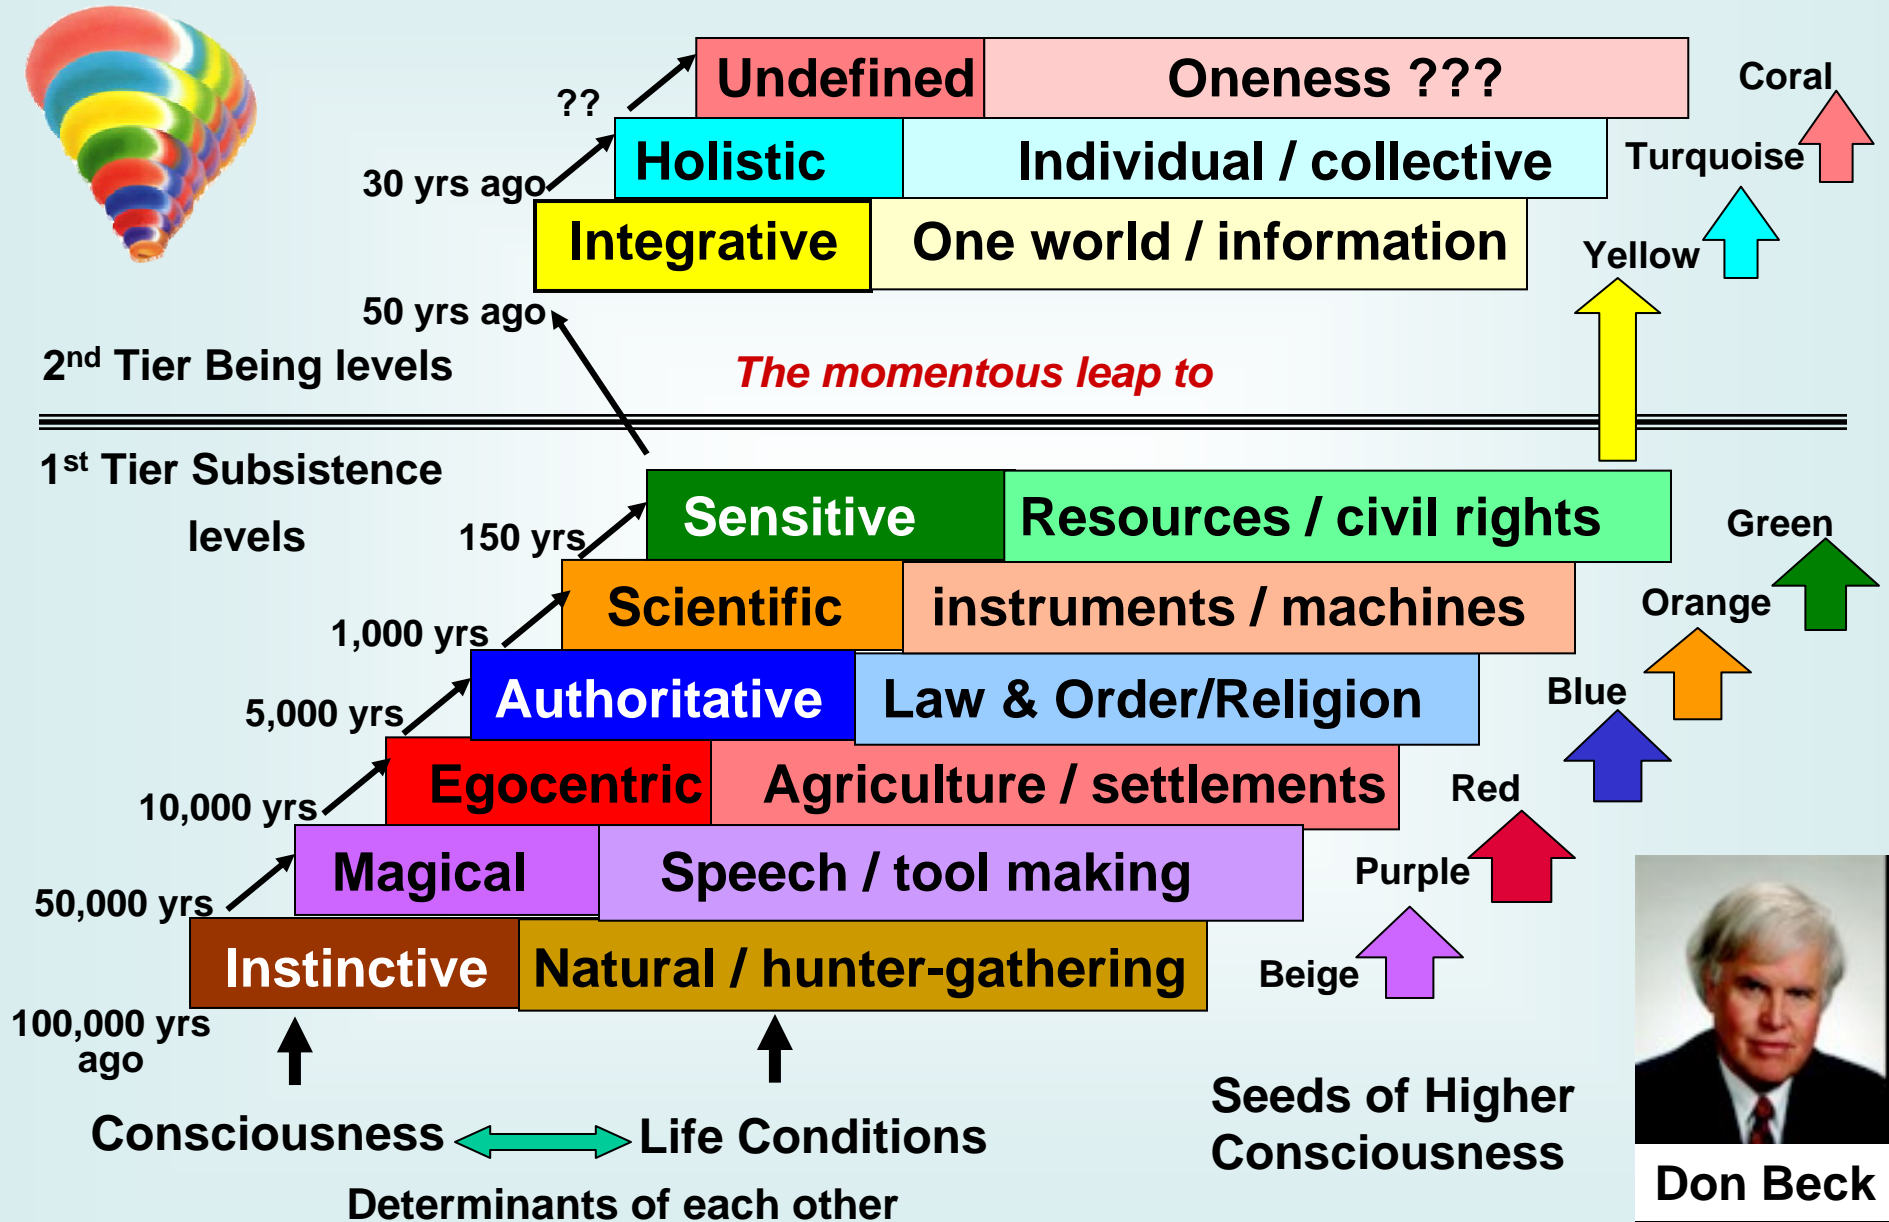 Undefined Oneness ???
Coral
??
Holistic Individual / collective
Turquoise
30 yrs ago
Integrative One world / information
Yellow
50 yrs ago
2nd Tier Being levels
The momentous leap to
1st Tier Subsistence
levels
Sensitive Resources / civil rights
Green
150 yrs
Scientific instruments / machines
Orange
1,000 yrs
Authoritative Law & Order/Religion
Blue
5,000 yrs
Egocentric Agriculture / settlements
Red
10,000 yrs
Magical Speech / tool making
Purple
50,000 yrs
Instinctive Natural / hunter-gathering
Beige
100,000 yrs
ago
Consciousness Life Conditions
Determinants of each other
Seeds of Higher
Consciousness
Don Beck